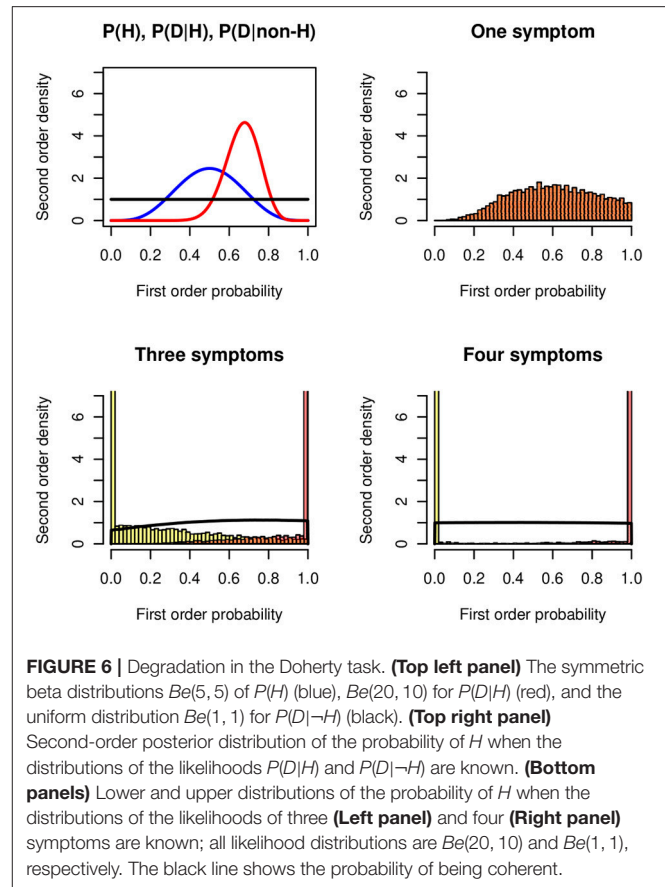 P(H), P(D|H), P(D|non-H)
Second order density
6
4
2
0
0.0 0.2 0.4 0.6 0.8 1.0
First order probability
One symptom
Second order density
6
4
2
0
0.0 0.2 0.4 0.6 0.8 1.0
First order probability
Three symptoms
Second order density
6
4
2
0
0.0 0.2 0.4 0.6 0.8 1.0
First order probability
Four symptoms
Second order density
6
4
2
0
0.0 0.2 0.4 0.6 0.8 1.0
First order probability
FIGURE 6 | Degradation in the Doherty task. (Top left panel) The symmetric
beta distributions Be(5, 5) of P(H) (blue), Be(20, 10) for P(D|H) (red), and the
uniform distribution Be(1, 1) for P(D|¬H) (black). (Top right panel)
Second-order posterior distribution of the probability of H when the
distributions of the likelihoods P(D|H) and P(D|¬H) are known. (Bottom
panels) Lower and upper distributions of the probability of H when the
distributions of the likelihoods of three (Left panel) and four (Right panel)
symptoms are known; all likelihood distributions are Be(20, 10) and Be(1, 1),
respectively. The black line shows the probability of being coherent.